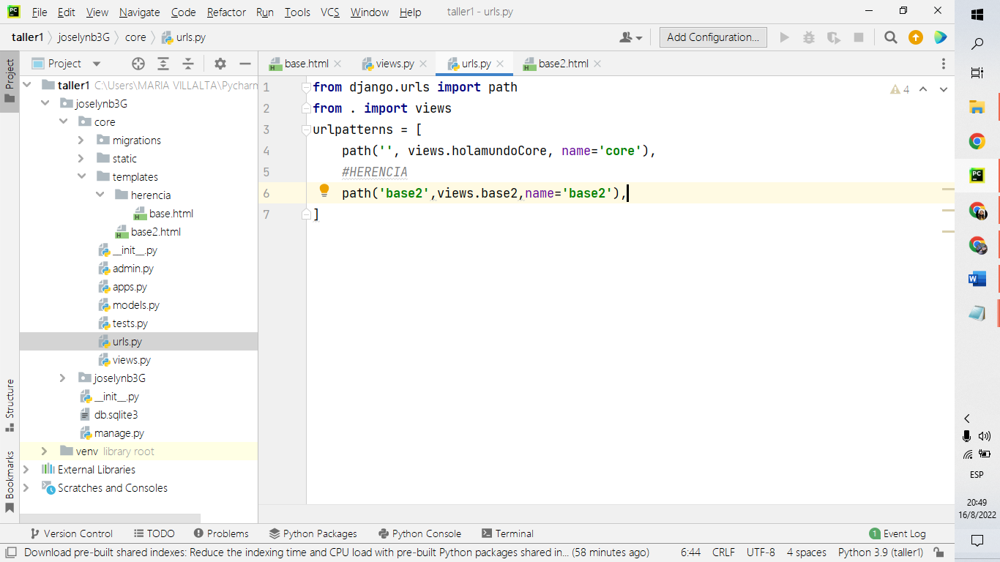 PC File Edit View Navigate Code Refactor Run Tools VCS Window Help taller1 - urls.py
taller1 joselynb3G core urls.py Add Configuration...
Project base.html views.py urls.py base2.html
Project
Structure
Bookmarks
taller1 C:\Users\MARIA VILLALTA\Pycharm
joselynb3G
core
migrations
static
templates
herencia
base.html
base2.html
__init__.py
admin.py
apps.py
models.py
tests.py
urls.py
views.py
joselynb3G
__init__.py
db.sqlite3
manage.py
venv library root
External Libraries
Scratches and Consoles
1 from django.urls import path
2 from . import views
3 urlpatterns = [
4 path('', views.holamundoCore, name='core'),
5 #HERENCIA
6 path('base2',views.base2,name='base2'),
7 ]
4
Version Control TODO Problems Python Packages Python Console Terminal 1 Event Log
Download pre-built shared indexes: Reduce the indexing time and CPU load with pre-built Python packages shared in... (58 minutes ago) 6:44 CRLF UTF-8 4 spaces Python 3.9 (taller1)
PC
W
ESP
20:49
16/8/2022